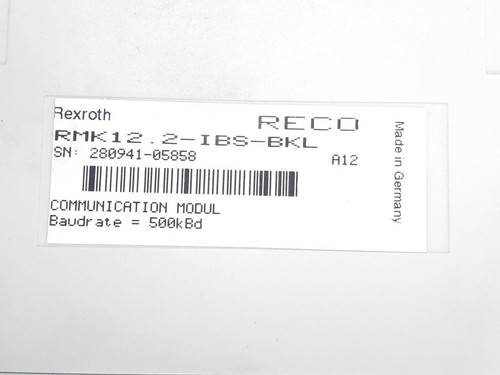 Rexroth RECO
RMK12.2-IBS-BKL
SN: 280941-05858 A12
COMMUNICATION MODUL
Baudrate = 500kBd
Made in Germany